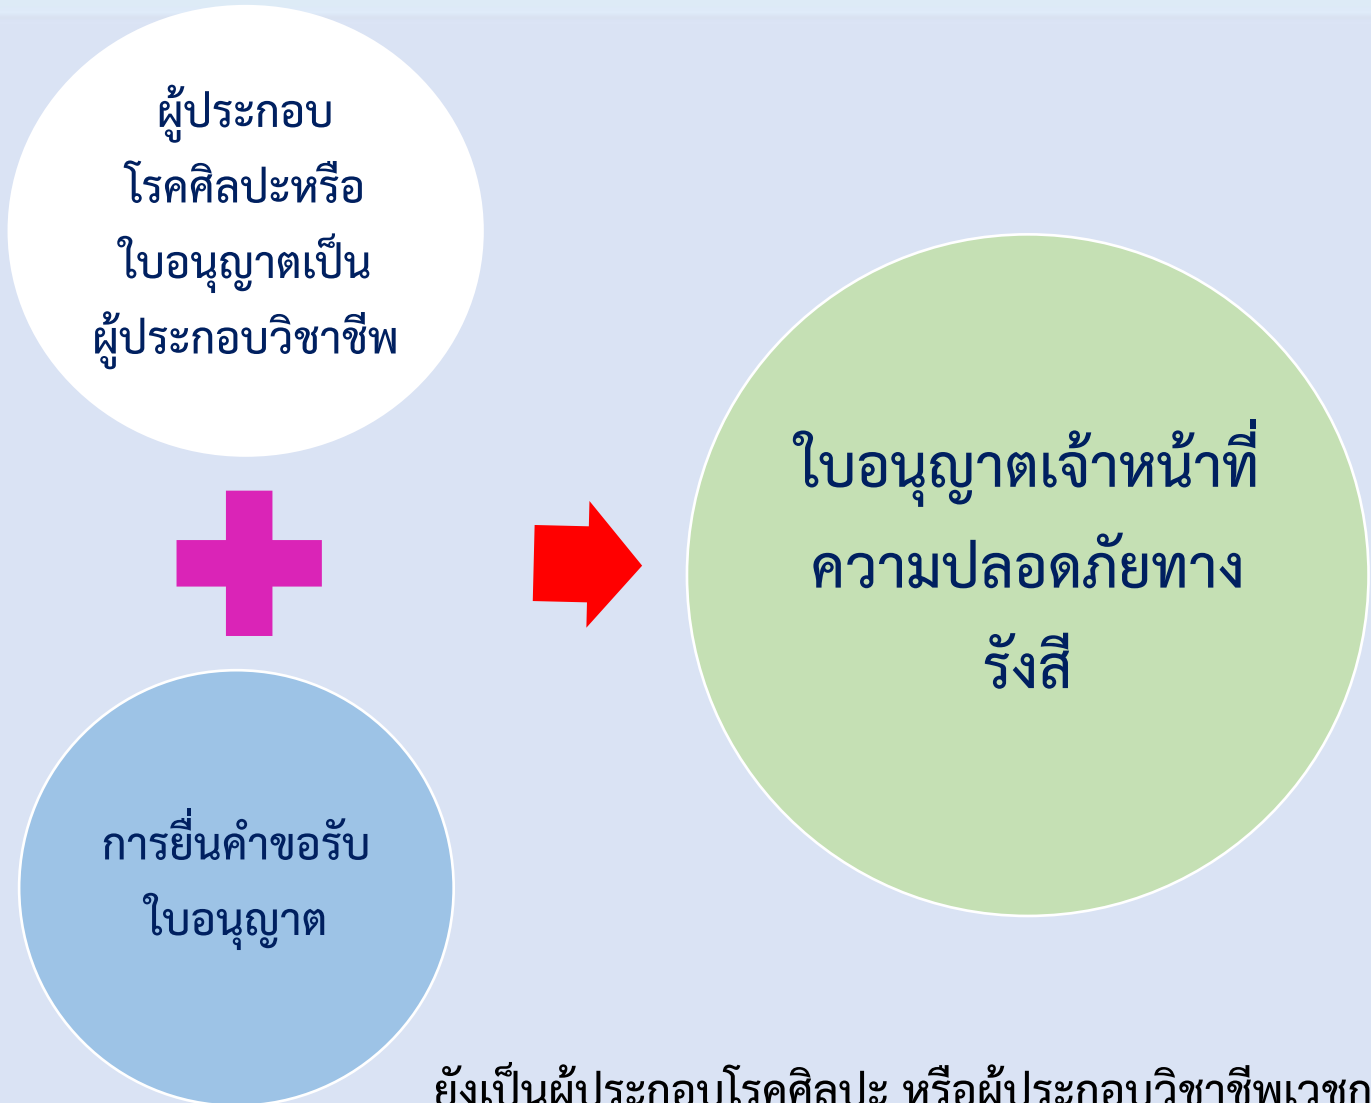 ผู้ประกอบ
โรคศิลปะหรือ
ใบอนุญาตเป็น
ผู้ประกอบวิชาชีพ
ใบอนุญาตเจ้าหน้าที่
ความปลอดภัยทาง
รังสี
การยื่นคำขอรับ
ใบอนุญาต
ยังเป็นผู้ประกอบโรคศิลปะ หรือผู้ประกอบวิชาชีพเวชก